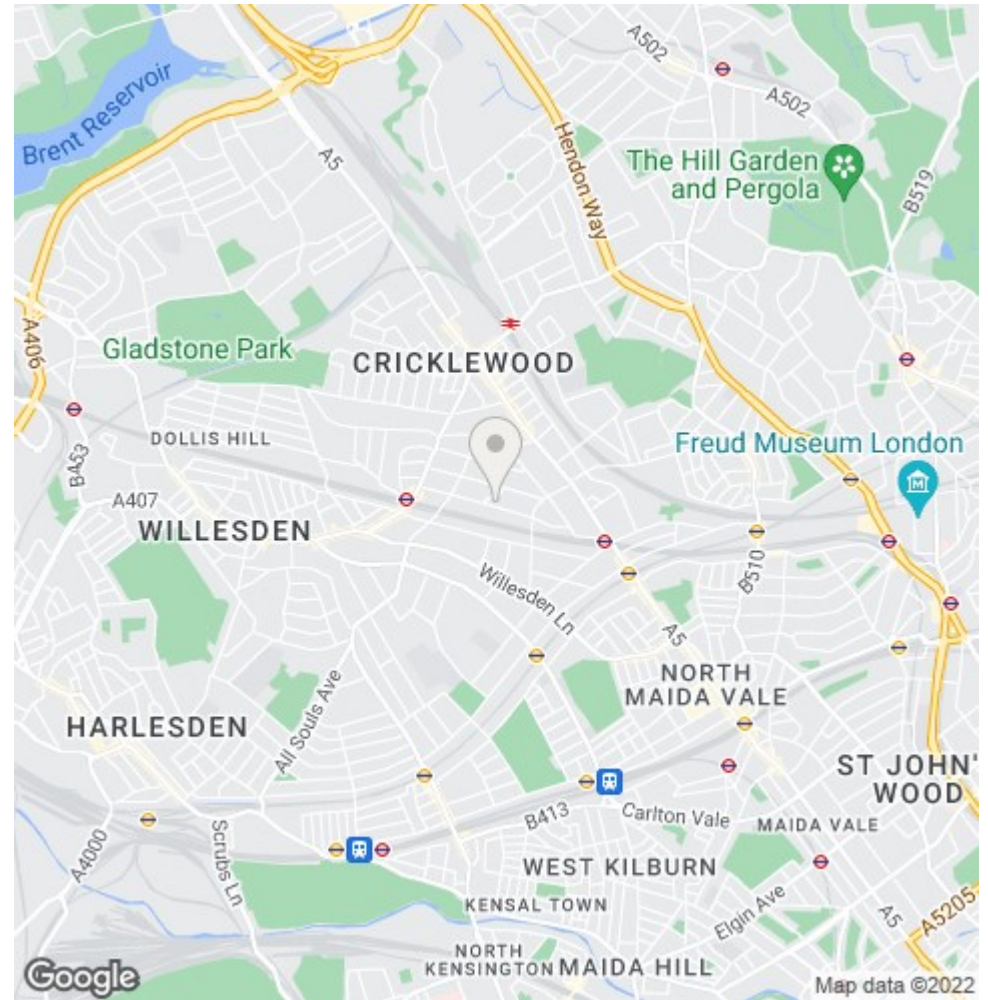 A502
A502
Brent Reservoir
A5
Hendon Way
The Hill Garden
and Pergola
B519
A406
Gladstone Park
CRICKLEWOOD
DOLLIS HILL
B453
Freud Museum London
A407
WILLESDEN
B510
Willesden Ln
A5
NORTH
MAIDA VALE
All Souls Ave
HARLESDEN
ST JOHN'
WOOD
B413
Carlton Vale
MAIDA VALE
A4000
Scrubs Ln
WEST KILBURN
Elgin Ave
KENSAL TOWN
A5
A5205
NORTH
KENSINGTON
MAIDA HILL
Google
Map data ©2022